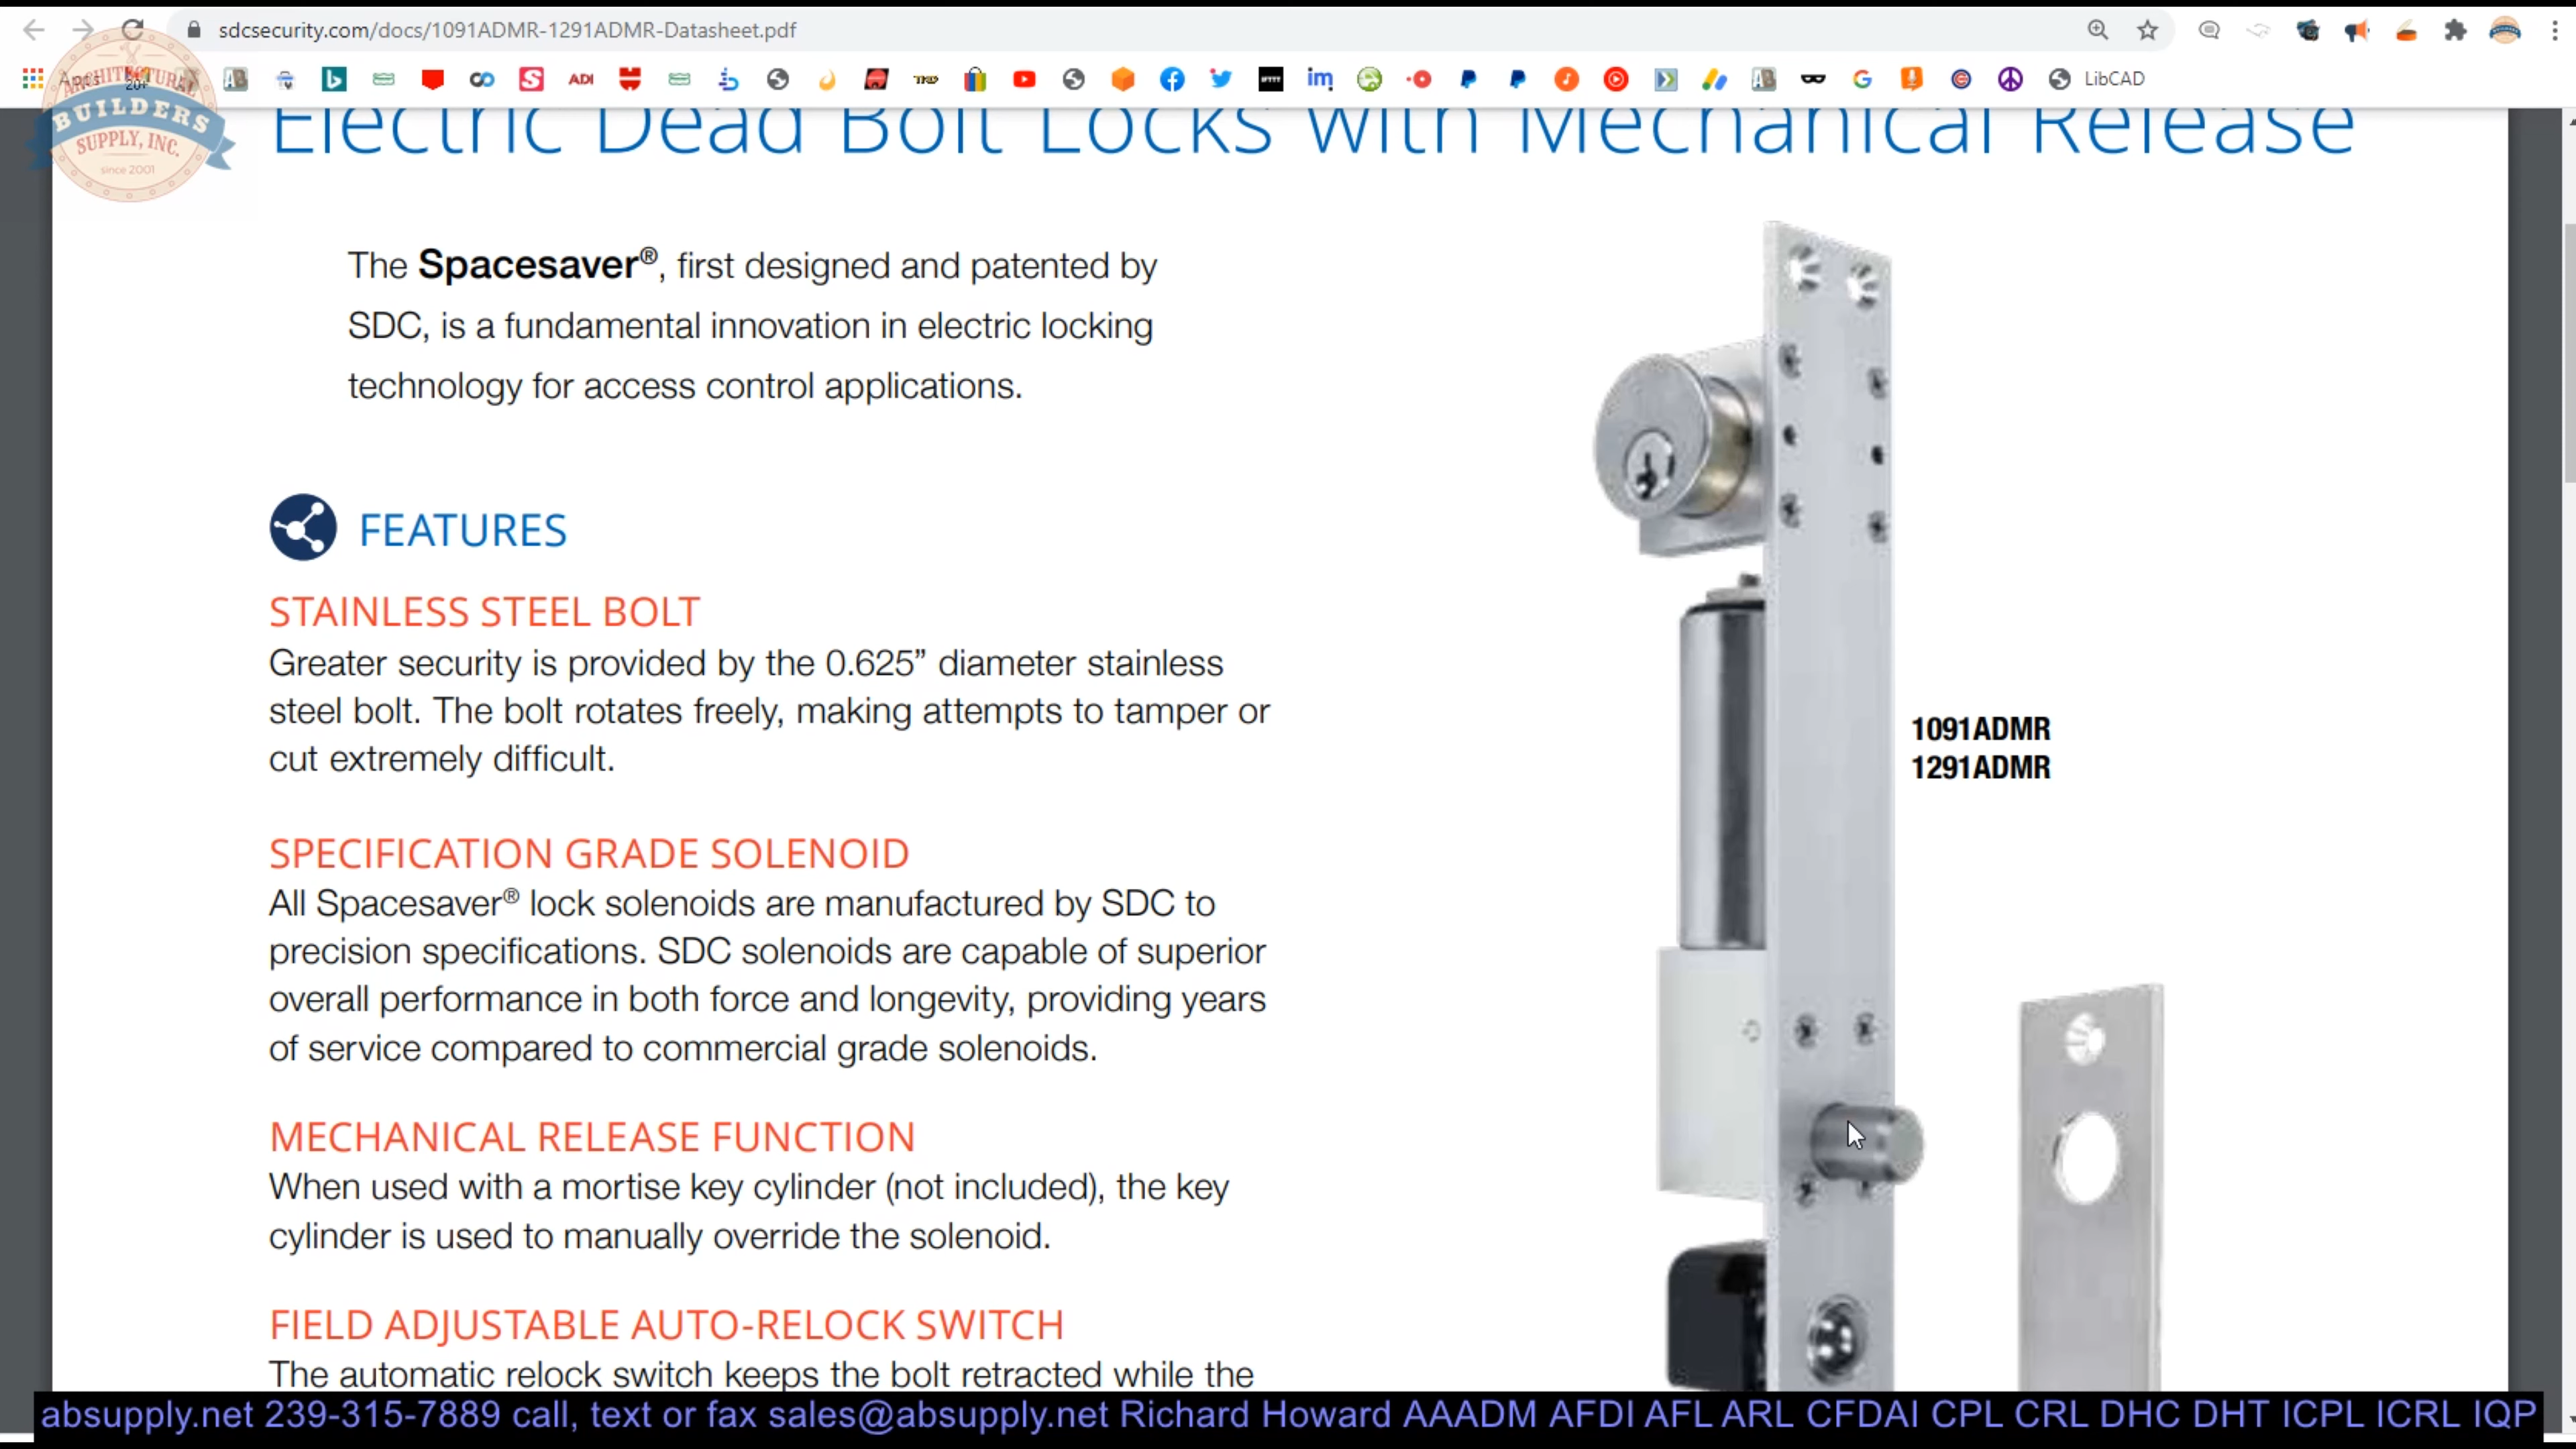 sdcsecurity.com/docs/1091ADMR-1291ADMR-Datasheet.pdf
Apps
LibCAD
ARCHITECTURAL
BUILDERS
SUPPLY, INC.
since 2001
Electric Dead Bolt Locks with Mechanical Release
The Spacesaver®, first designed and patented by
SDC, is a fundamental innovation in electric locking
technology for access control applications.
FEATURES
STAINLESS STEEL BOLT
Greater security is provided by the 0.625” diameter stainless
steel bolt. The bolt rotates freely, making attempts to tamper or
cut extremely difficult.
SPECIFICATION GRADE SOLENOID
All Spacesaver® lock solenoids are manufactured by SDC to
precision specifications. SDC solenoids are capable of superior
overall performance in both force and longevity, providing years
of service compared to commercial grade solenoids.
MECHANICAL RELEASE FUNCTION
When used with a mortise key cylinder (not included), the key
cylinder is used to manually override the solenoid.
FIELD ADJUSTABLE AUTO-RELOCK SWITCH
The automatic relock switch keeps the bolt retracted while the
1091ADMR
1291ADMR
absupply.net 239-315-7889 call, text or fax sales@absupply.net Richard Howard AAADM AFDI AFL ARL CFDAI CPL CRL DHC DHT ICPL ICRL IQP